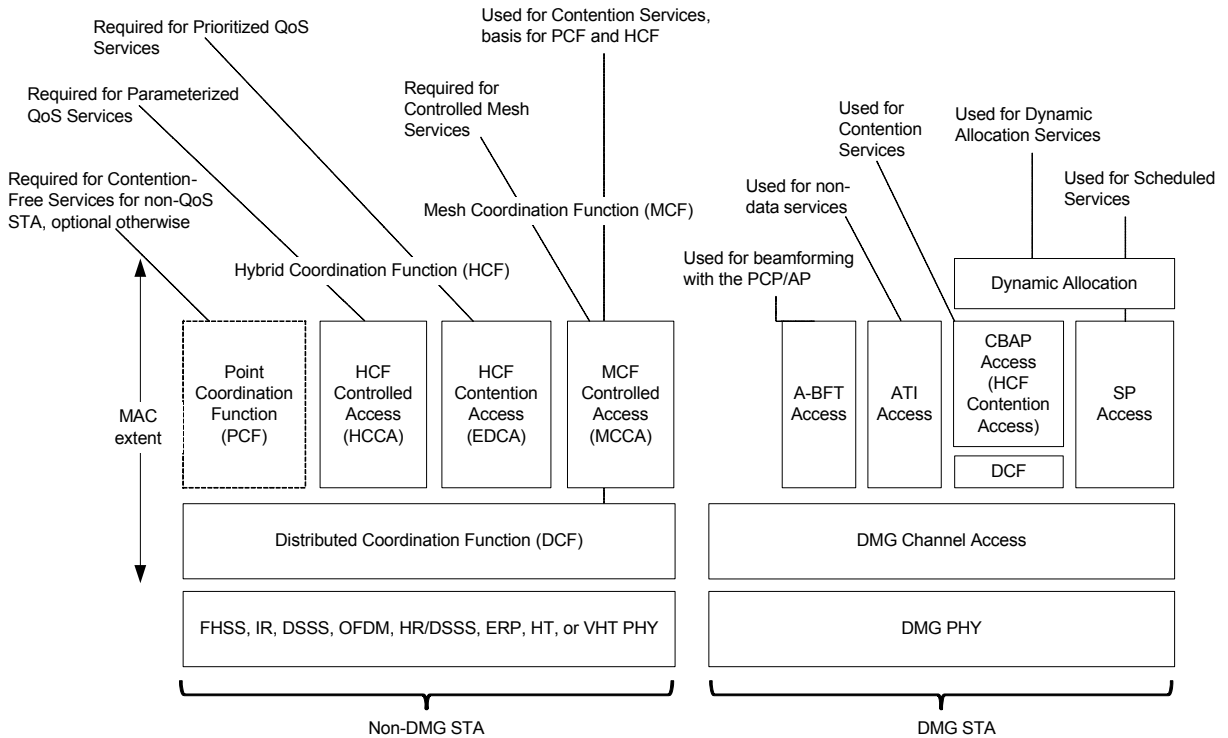 Required for Prioritized QoS
Services
Used for Contention Services,
basis for PCF and HCF
Required for Parameterized
QoS Services
Required for
Controlled Mesh
Services
Used for
Contention
Services
Used for Dynamic
Allocation Services
Required for Contention-
Free Services for non-QoS
STA, optional otherwise
Used for non-
data services
Used for Scheduled
Services
Mesh Coordination Function (MCF)
Hybrid Coordination Function (HCF)
Used for beamforming
with the PCP/AP
Dynamic Allocation
MAC
extent
Point
Coordination
Function
(PCF)
HCF
Controlled
Access
(HCCA)
HCF
Contention
Access
(EDCA)
MCF
Controlled
Access
(MCCA)
A-BFT
Access
ATI
Access
CBAP
Access
(HCF
Contention
Access)
DCF
SP
Access
Distributed Coordination Function (DCF)
DMG Channel Access
FHSS, IR, DSSS, OFDM, HR/DSSS, ERP, HT, or VHT PHY
DMG PHY
Non-DMG STA
DMG STA